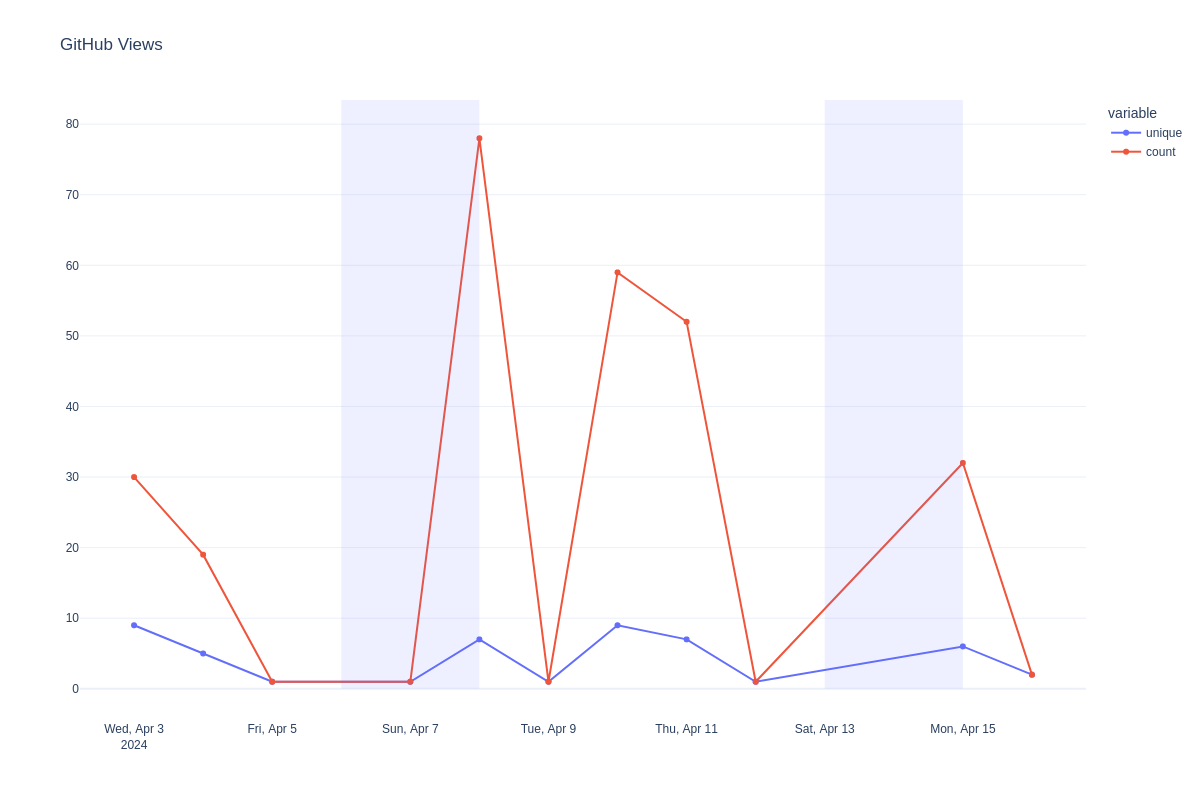 GitHub Views
variable
unique
count
80
70
60
50
40
30
20
10
0
Wed, Apr 3
2024
Fri, Apr 5
Sun, Apr 7
Tue, Apr 9
Thu, Apr 11
Sat, Apr 13
Mon, Apr 15